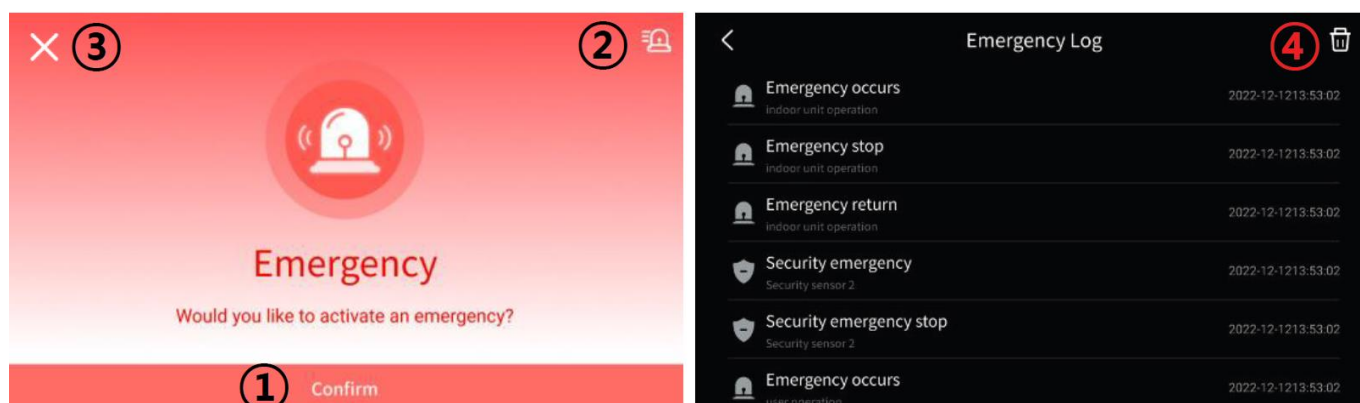 ③
②
Emergency
Would you like to activate an emergency?
① Confirm
Emergency Log
④
Emergency occurs
indoor unit operation
2022-12-1213:53:02
Emergency stop
indoor unit operation
2022-12-1213:53:02
Emergency return
indoor unit operation
2022-12-1213:53:02
Security emergency
Security sensor 2
2022-12-1213:53:02
Security emergency stop
Security sensor 2
2022-12-1213:53:02
Emergency occurs
user operation
2022-12-1213:53:02